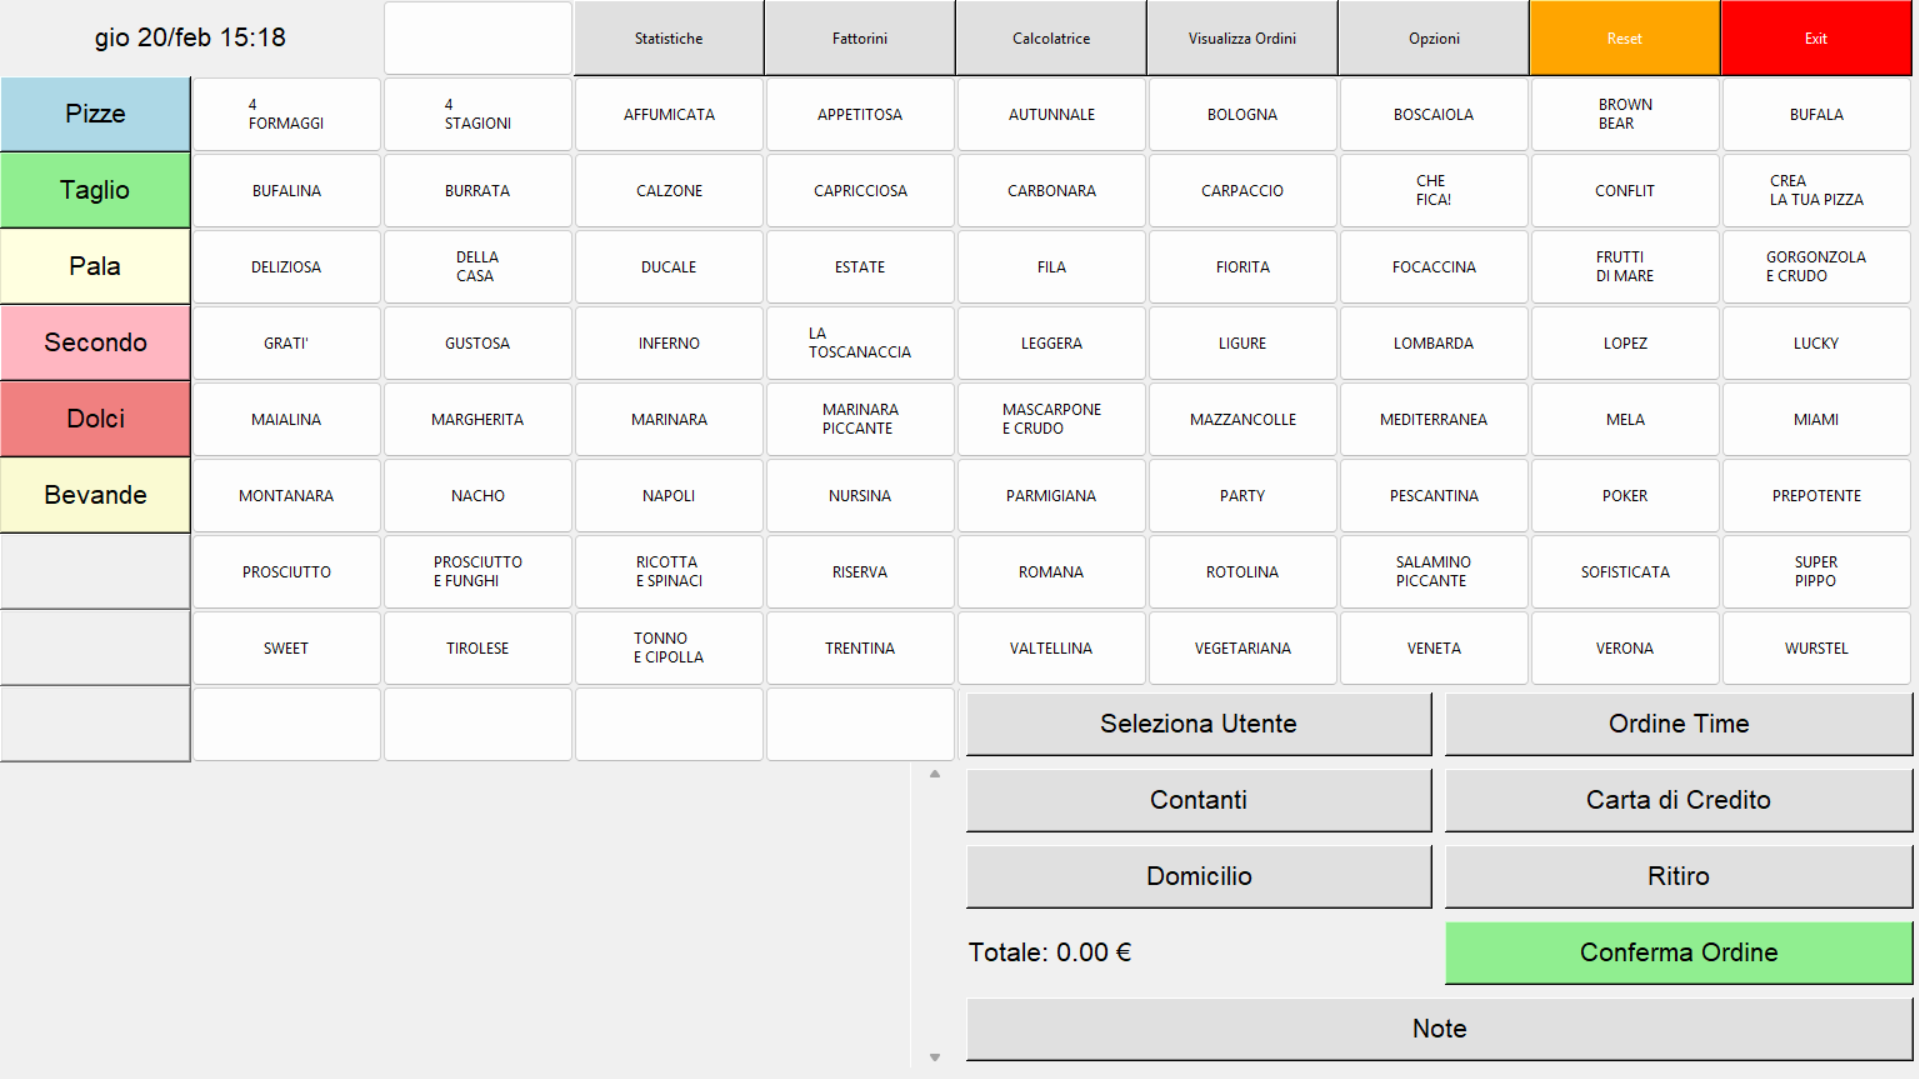 gio 20/feb 15:18
Statistiche
Fattorini
Calcolatrice
Visualizza Ordini
Opzioni
Reset
Exit
Pizze
4
FORMAGGI
4
STAGIONI
AFFUMICATA
APPETITOSA
AUTUNNALE
BOLOGNA
BOSCAIOLA
BROWN
BEAR
BUFALA
Taglio
BUFALINA
BURRATA
CALZONE
CAPRICCIOSA
CARBONARA
CARPACCIO
CHE
FICA!
CONFLIT
CREA
LA TUA PIZZA
Pala
DELIZIOSA
DELLA
CASA
DUCALE
ESTATE
FILA
FIORITA
FOCACCINA
FRUTTI
DI MARE
GORGONZOLA
E CRUDO
Secondo
GRATI'
GUSTOSA
INFERNO
LA
TOSCANACCIA
LEGGERA
LIGURE
LOMBARDA
LOPEZ
LUCKY
Dolci
MAIALINA
MARGHERITA
MARINARA
MARINARA
PICCANTE
MASCARPONE
E CRUDO
MAZZANCOLLE
MEDITERRANEA
MELA
MIAMI
Bevande
MONTANARA
NACHO
NAPOLI
NURSINA
PARMIGIANA
PARTY
PESCANTINA
POKER
PREPOTENTE
PROSCIUTTO
PROSCIUTTO
E FUNGHI
RICOTTA
E SPINACI
RISERVA
ROMANA
ROTOLINA
SALAMINO
PICCANTE
SOFISTICATA
SUPER
PIPPO
SWEET
TIROLESE
TONNO
E CIPOLLA
TRENTINA
VALTELLINA
VEGETARIANA
VENETA
VERONA
WURSTEL
Seleziona Utente
Ordine Time
Contanti
Carta di Credito
Domicilio
Ritiro
Totale: 0.00 €
Conferma Ordine
Note